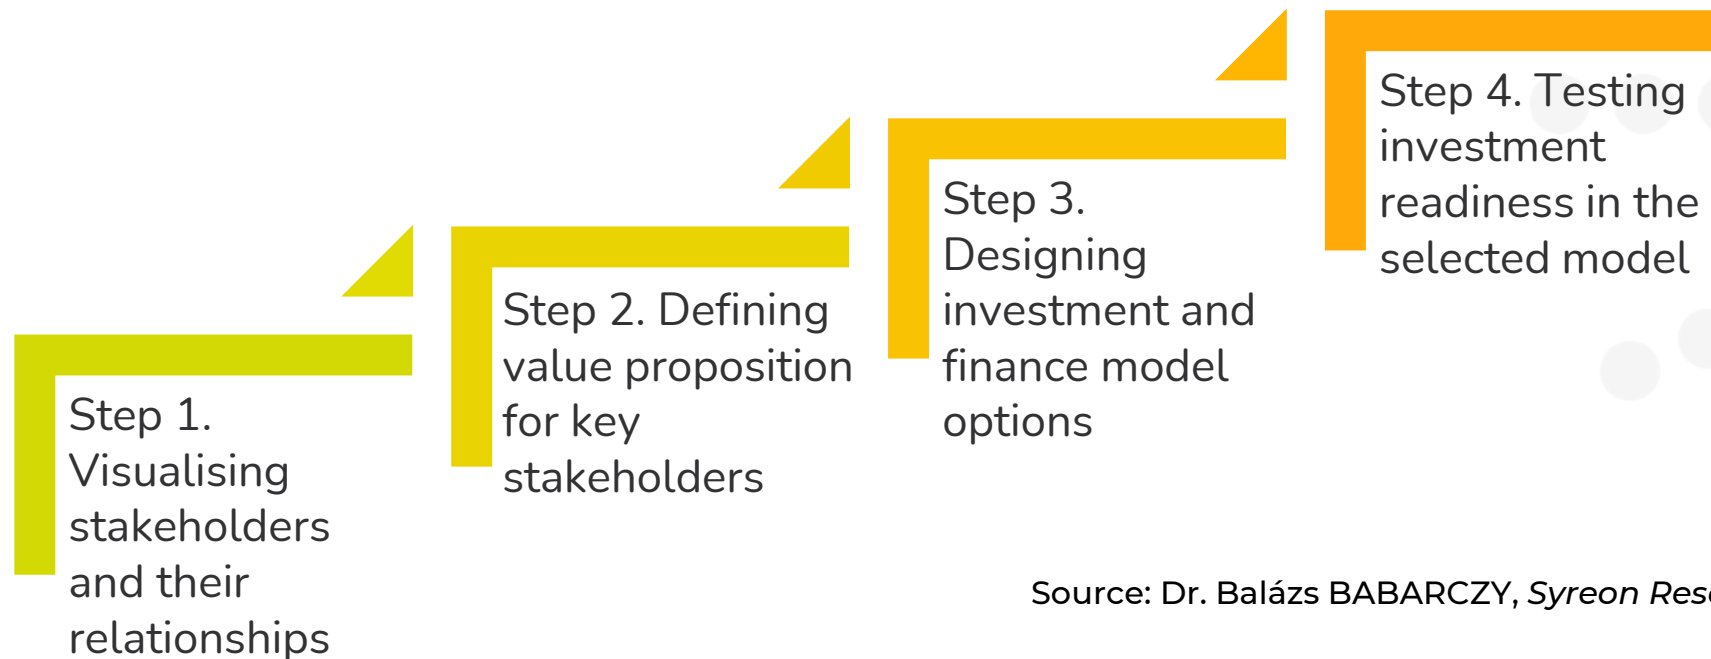 Step 1.
Visualising
stakeholders
and their
relationships
Step 2. Defining
value proposition
for key
stakeholders
Step 3.
Designing
investment and
finance model
options
Step 4. Testing
investment
readiness in the
selected model
Source: Dr. Balázs BABARCZY, Syreon